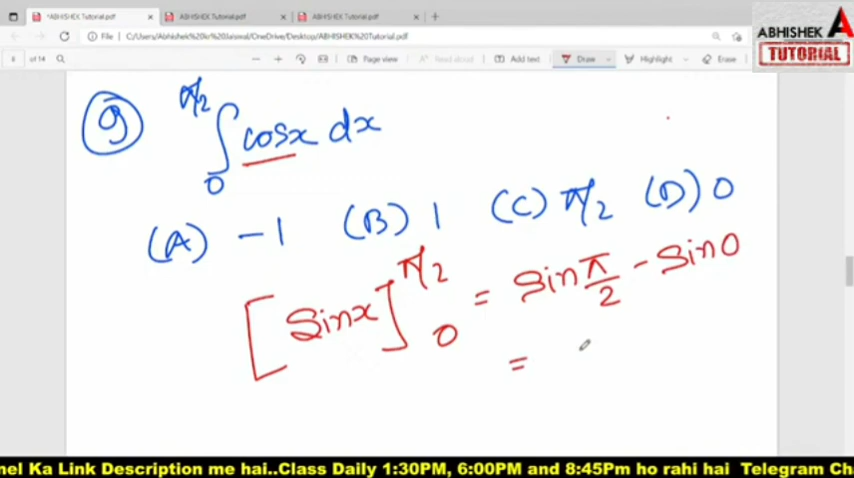 *ABHISHEK Tutorial.pdf
ABHISHEK Tutorial.pdf
ABHISHEK Tutorial.pdf
File | C:/Users/Abhishek%20kr%20Jaiswal/OneDrive/Desktop/ABHISHEK%20Tutorial.pdf
8 of 14 Page view Read aloud Add text Draw Highlight Erase
ABHISHEK A
TUTORIAL
9 ∫₀^{π/2} cosx dx
(A) -1 (B) 1 (C) π/2 (D) 0
[Sinx]₀^{π/2} = Sin π/2 - Sin0
=
nel Ka Link Description me hai..Class Daily 1:30PM, 6:00PM and 8:45Pm ho rahi hai Telegram Cha